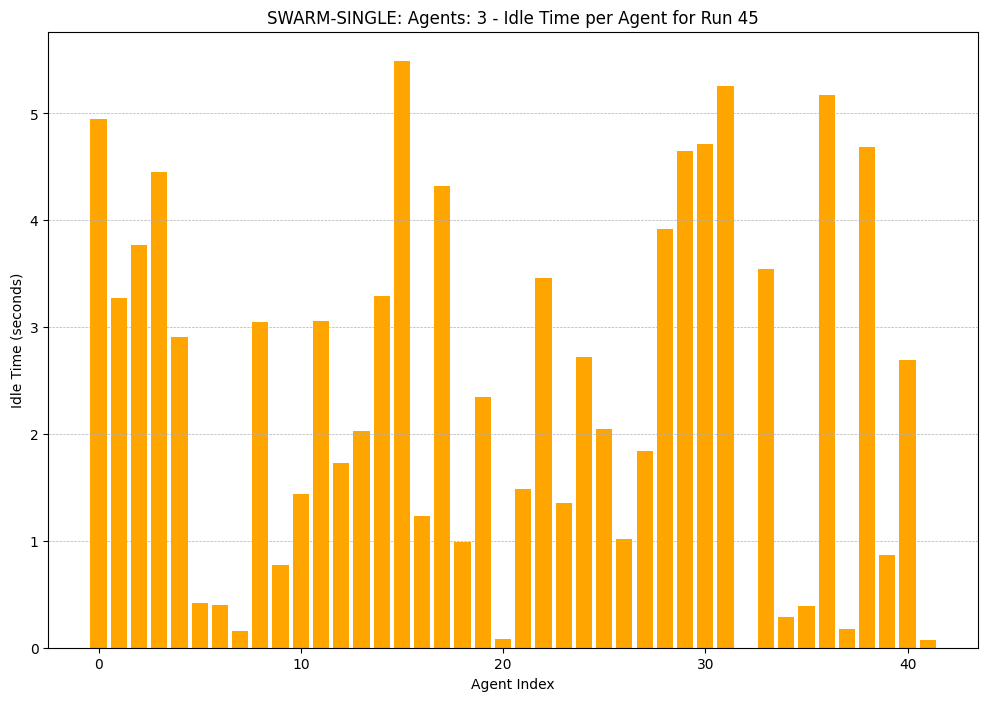 SWARM-SINGLE: Agents: 3 - Idle Time per Agent for Run 45
Idle Time (seconds)
5
4
3
2
1
0
0 10 20 30 40
Agent Index